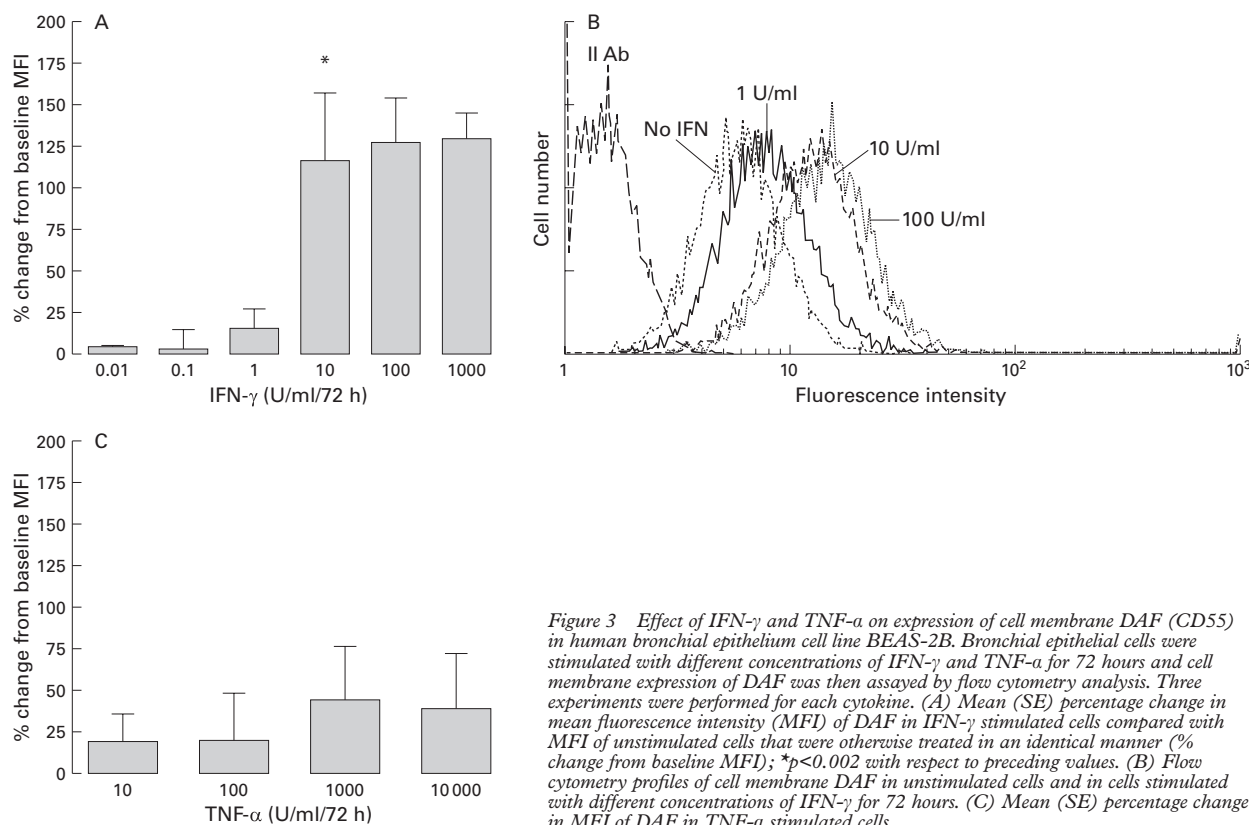 A
% change from baseline MFI
200
175
150
125
100
75
50
25
0
*
0.01 0.1 1 10 100 1000
IFN-γ (U/ml/72 h)
B
Cell number
II Ab
No IFN
1 U/ml
10 U/ml
100 U/ml
1 10 10² 10³
Fluorescence intensity
C
% change from baseline MFI
200
175
150
125
100
75
50
25
0
10 100 1000 10 000
TNF-α (U/ml/72 h)
Figure 3 Effect of IFN-γ and TNF-α on expression of cell membrane DAF (CD55)
in human bronchial epithelium cell line BEAS-2B. Bronchial epithelial cells were
stimulated with different concentrations of IFN-γ and TNF-α for 72 hours and cell
membrane expression of DAF was then assayed by flow cytometry analysis. Three
experiments were performed for each cytokine. (A) Mean (SE) percentage change in
mean fluorescence intensity (MFI) of DAF in IFN-γ stimulated cells compared with
MFI of unstimulated cells that were otherwise treated in an identical manner (%
change from baseline MFI); *p<0.002 with respect to preceding values. (B) Flow
cytometry profiles of cell membrane DAF in unstimulated cells and in cells stimulated
with different concentrations of IFN-γ for 72 hours. (C) Mean (SE) percentage change
in MFI of DAF in TNF-α stimulated cells.